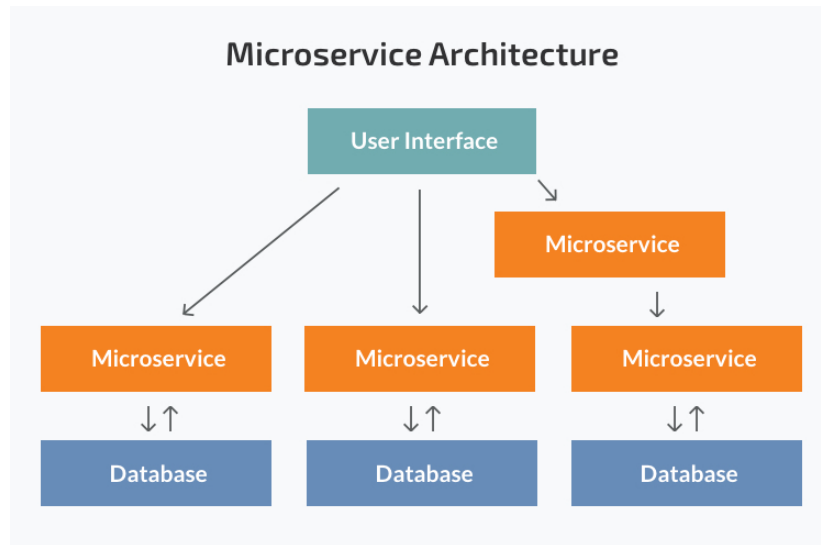 Microservice Architecture
User Interface
Microservice
Microservice
Microservice
Microservice
Database
Database
Database